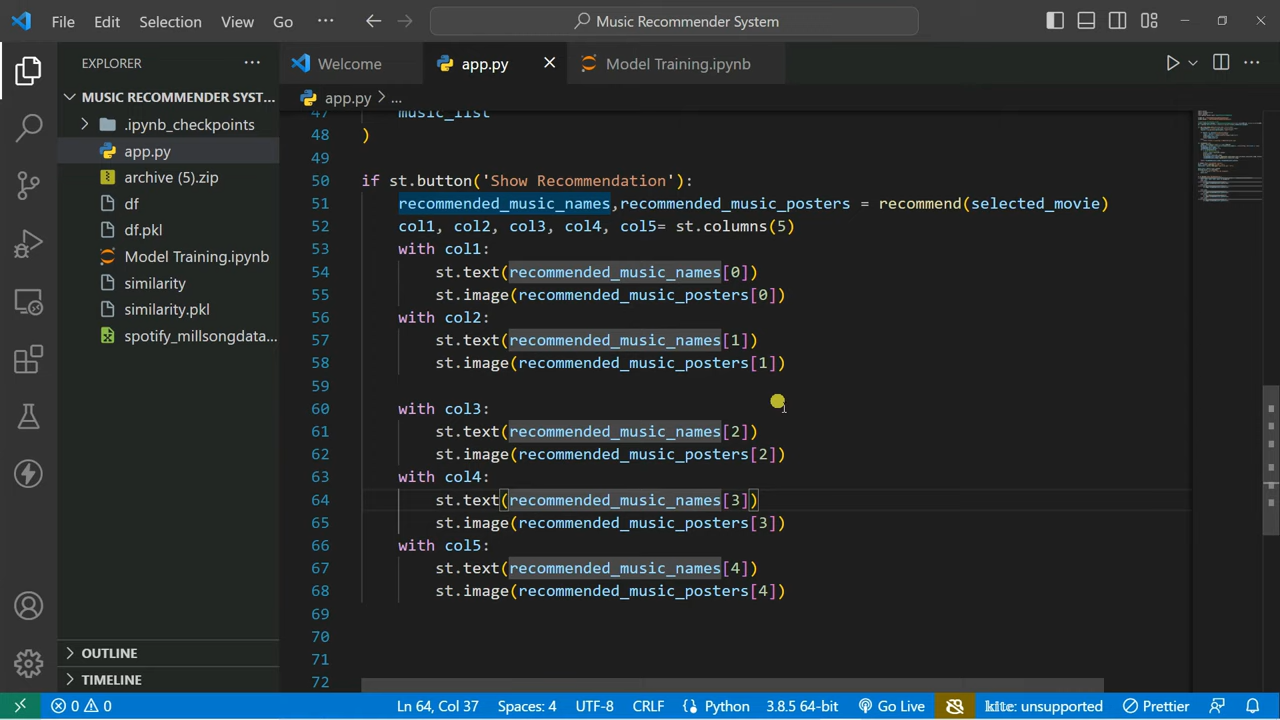 File Edit Selection View Go ··· Music Recommender System
EXPLORER ···
Welcome app.py Model Training.ipynb
MUSIC RECOMMENDER SYST...
.ipynb_checkpoints
app.py
archive (5).zip
df
df.pkl
Model Training.ipynb
similarity
similarity.pkl
spotify_millsongdata...
OUTLINE
TIMELINE
app.py > ...
47 music_list
48 )
49
50 if st.button('Show Recommendation'):
51 recommended_music_names,recommended_music_posters = recommend(selected_movie)
52 col1, col2, col3, col4, col5= st.columns(5)
53 with col1:
54 st.text(recommended_music_names[0])
55 st.image(recommended_music_posters[0])
56 with col2:
57 st.text(recommended_music_names[1])
58 st.image(recommended_music_posters[1])
59
60 with col3:
61 st.text(recommended_music_names[2])
62 st.image(recommended_music_posters[2])
63 with col4:
64 st.text(recommended_music_names[3])
65 st.image(recommended_music_posters[3])
66 with col5:
67 st.text(recommended_music_names[4])
68 st.image(recommended_music_posters[4])
69
70
71
72
0 0 Ln 64, Col 37 Spaces: 4 UTF-8 CRLF Python 3.8.5 64-bit Go Live kite: unsupported Prettier